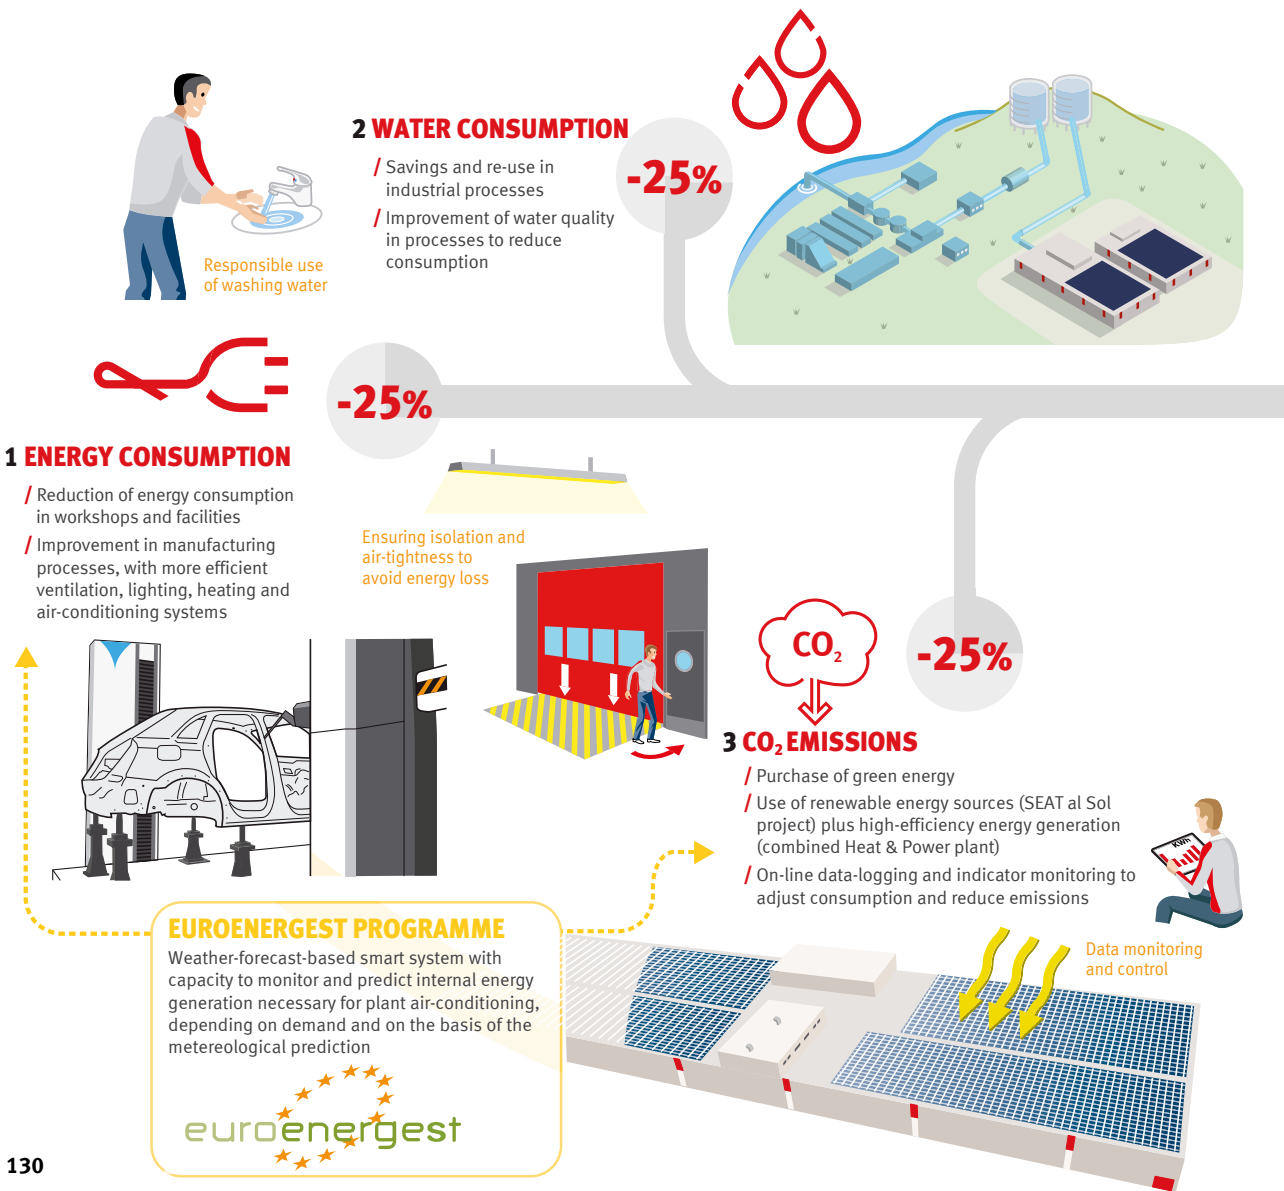 2 WATER CONSUMPTION
/ Savings and re-use in
industrial processes
/ Improvement of water quality
in processes to reduce
consumption
-25%
Responsible use
of washing water
-25%
1 ENERGY CONSUMPTION
/ Reduction of energy consumption
in workshops and facilities
/ Improvement in manufacturing
processes, with more efficient
ventilation, lighting, heating and
air-conditioning systems
Ensuring isolation and
air-tightness to
avoid energy loss
CO₂
-25%
3 CO₂ EMISSIONS
/ Purchase of green energy
/ Use of renewable energy sources (SEAT al Sol
project) plus high-efficiency energy generation
(combined Heat & Power plant)
/ On-line data-logging and indicator monitoring to
adjust consumption and reduce emissions
KWh
Data monitoring
and control
EUROENERGEST PROGRAMME
Weather-forecast-based smart system with
capacity to monitor and predict internal energy
generation necessary for plant air-conditioning,
depending on demand and on the basis of the
metereological prediction
euroenergest
130